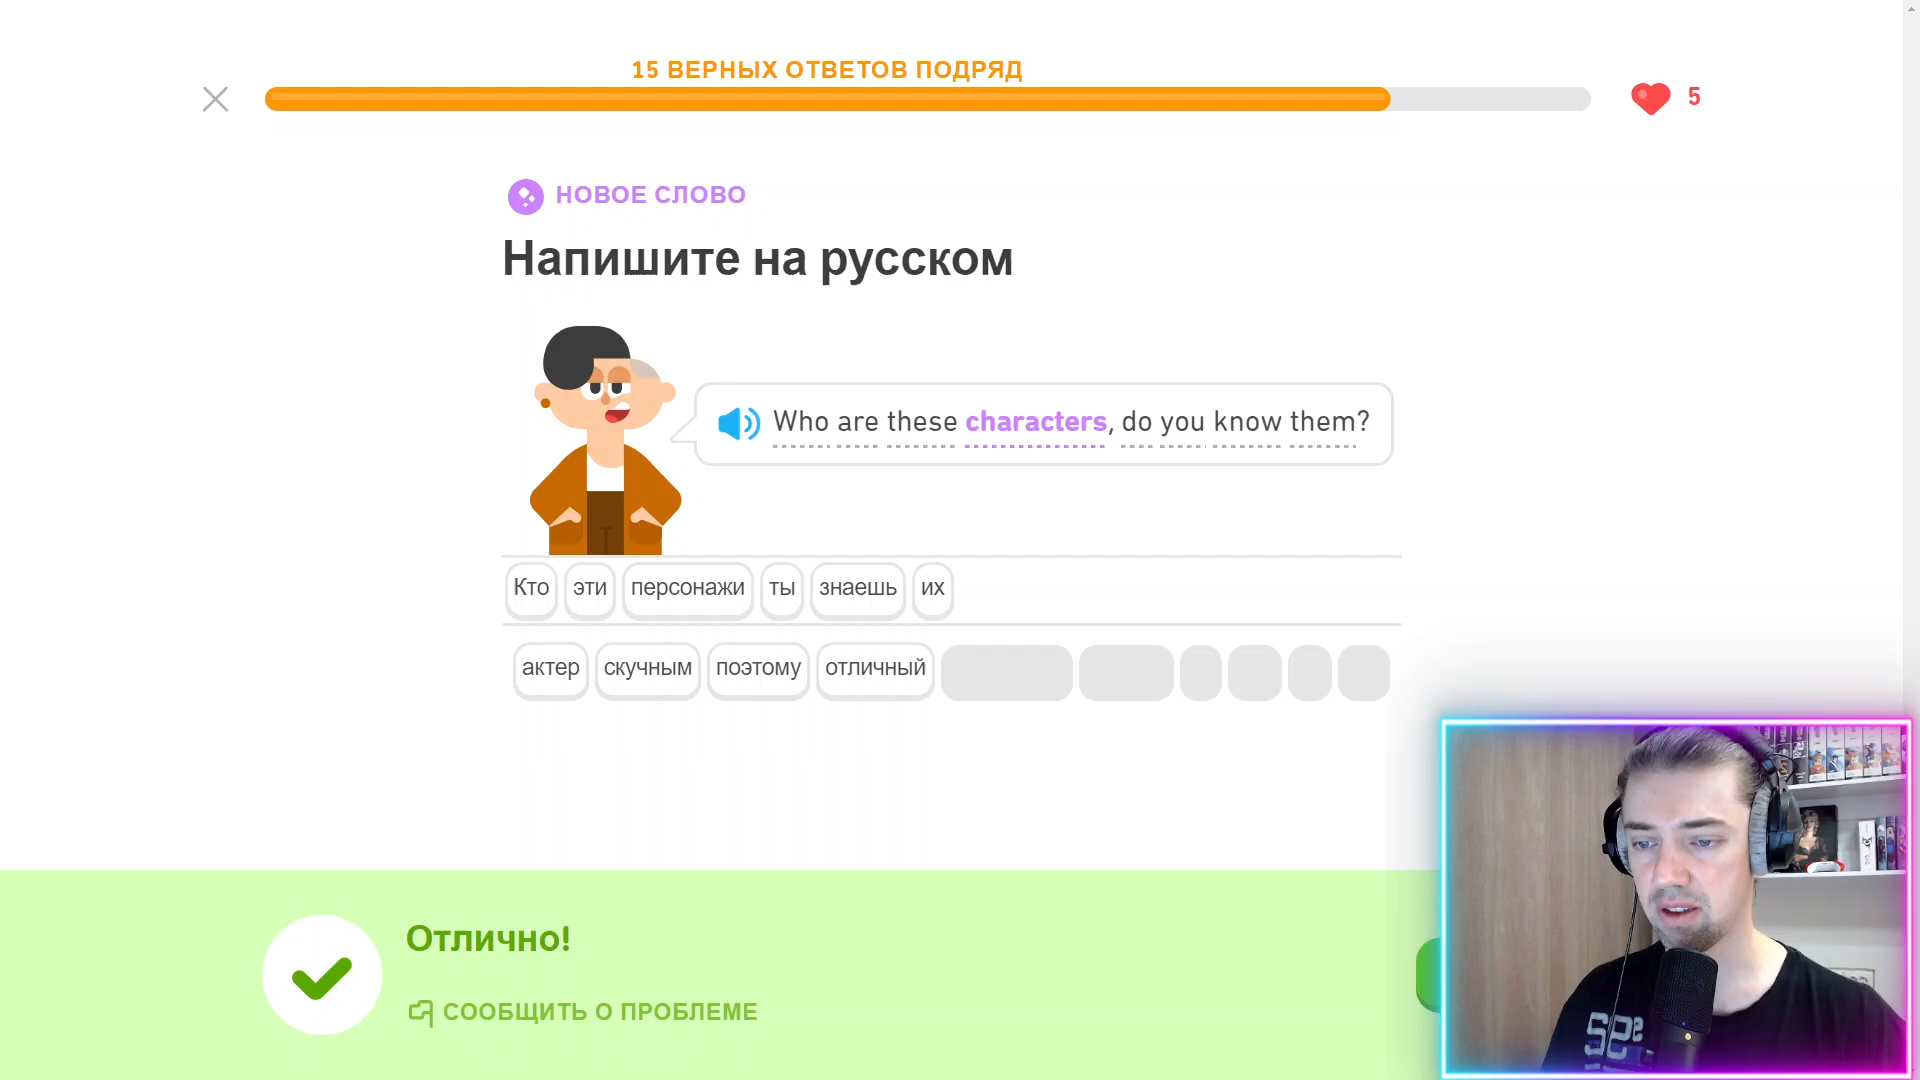 15 ВЕРНЫХ ОТВЕТОВ ПОДРЯД
5
НОВОЕ СЛОВО
Напишите на русском
Who are these characters, do you know them?
Кто эти персонажи ты знаешь их
актер скучным поэтому отличный
Отлично!
СООБЩИТЬ О ПРОБЛЕМЕ